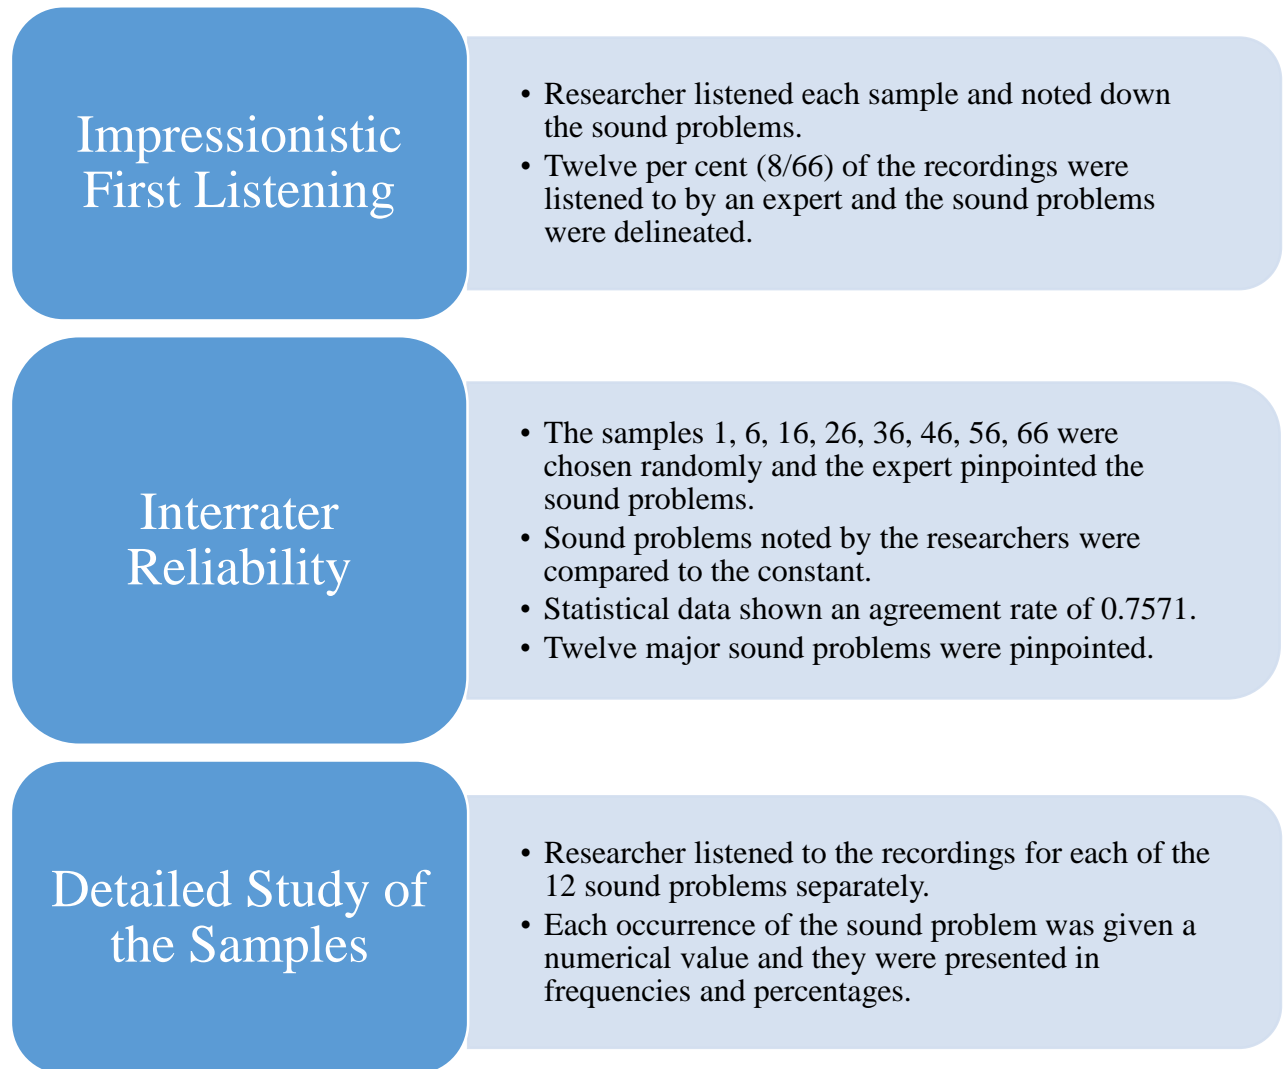 Impressionistic
First Listening
• Researcher listened each sample and noted down
the sound problems.
• Twelve per cent (8/66) of the recordings were
listened to by an expert and the sound problems
were delineated.
Interrater
Reliability
• The samples 1, 6, 16, 26, 36, 46, 56, 66 were
chosen randomly and the expert pinpointed the
sound problems.
• Sound problems noted by the researchers were
compared to the constant.
• Statistical data shown an agreement rate of 0.7571.
• Twelve major sound problems were pinpointed.
Detailed Study of
the Samples
• Researcher listened to the recordings for each of the
12 sound problems separately.
• Each occurrence of the sound problem was given a
numerical value and they were presented in
frequencies and percentages.